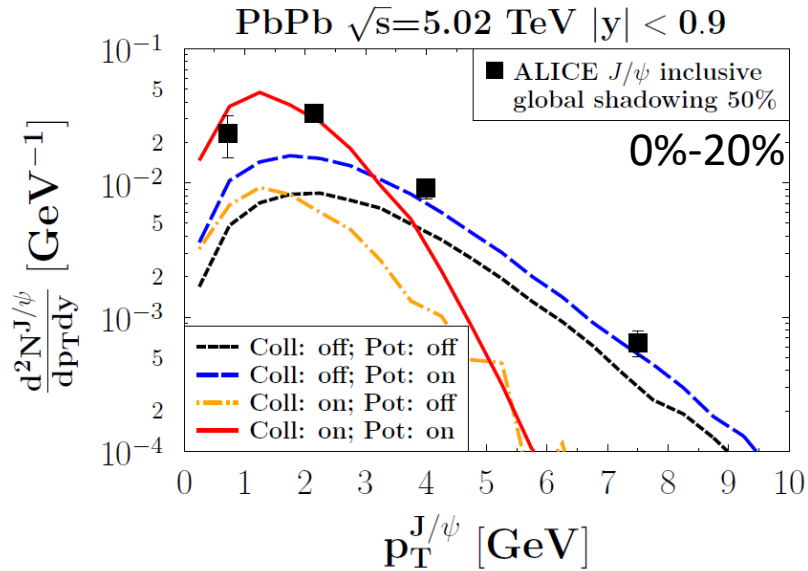 PbPb √s=5.02 TeV |y| < 0.9
■ ALICE J/ψ inclusive
global shadowing 50%
0%-20%
d²N^{J/ψ}/dp_Tdy [GeV⁻¹]
10⁻¹
5
2
10⁻²
5
2
10⁻³
5
2
10⁻⁴
Coll: off; Pot: off
Coll: off; Pot: on
Coll: on; Pot: off
Coll: on; Pot: on
0 1 2 3 4 5 6 7 8 9 10
p_T^{J/ψ} [GeV]